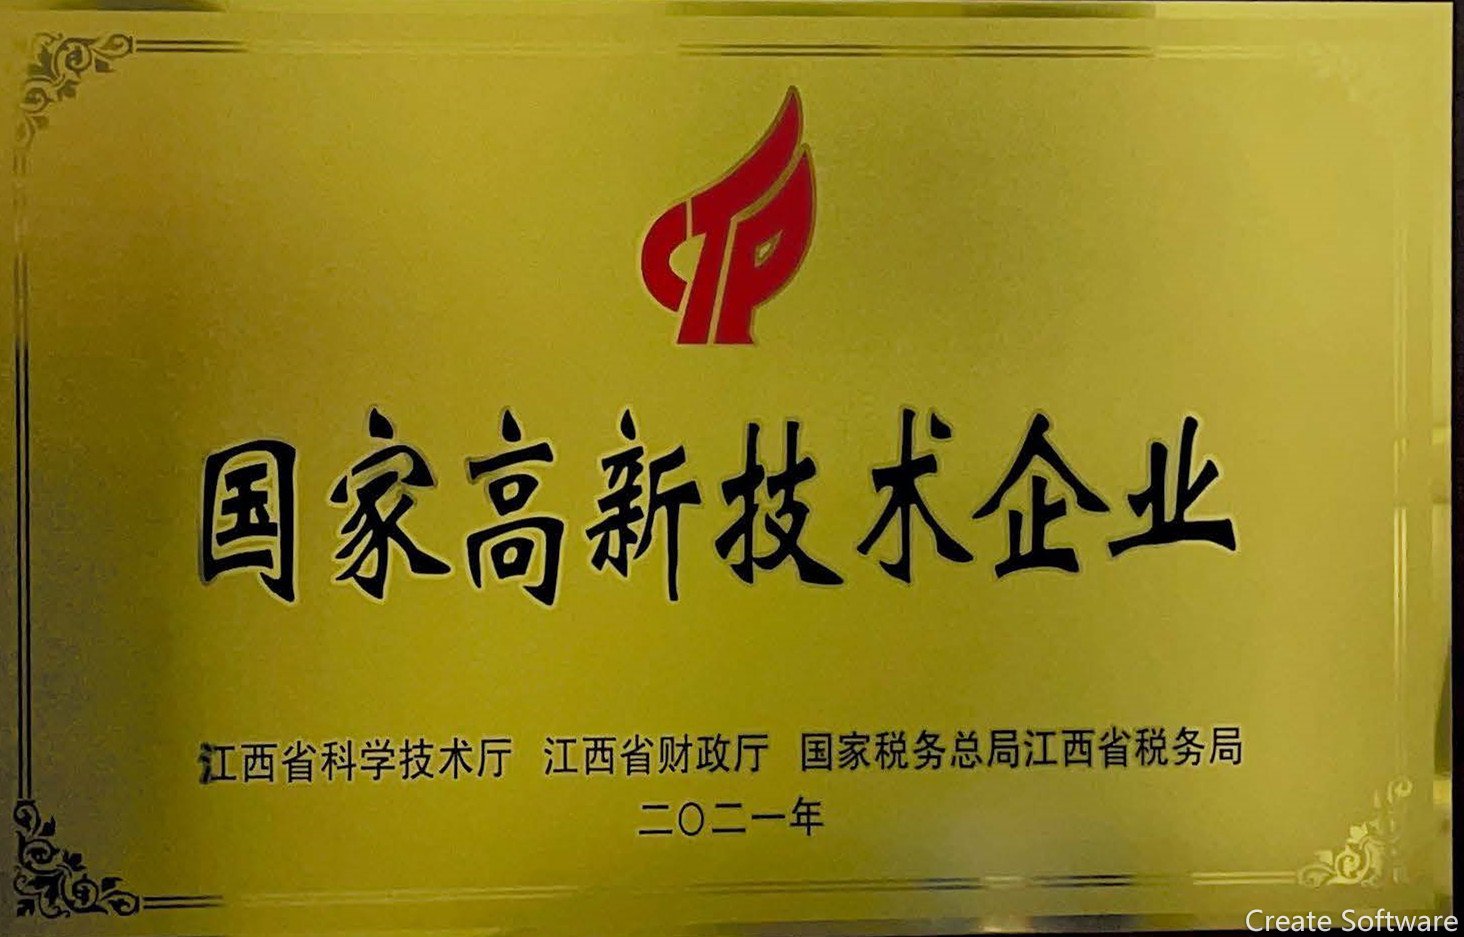 CTP
国家高新技术企业
江西省科学技术厅 江西省财政厅 国家税务总局江西省税务局
二〇二一年
Create Software